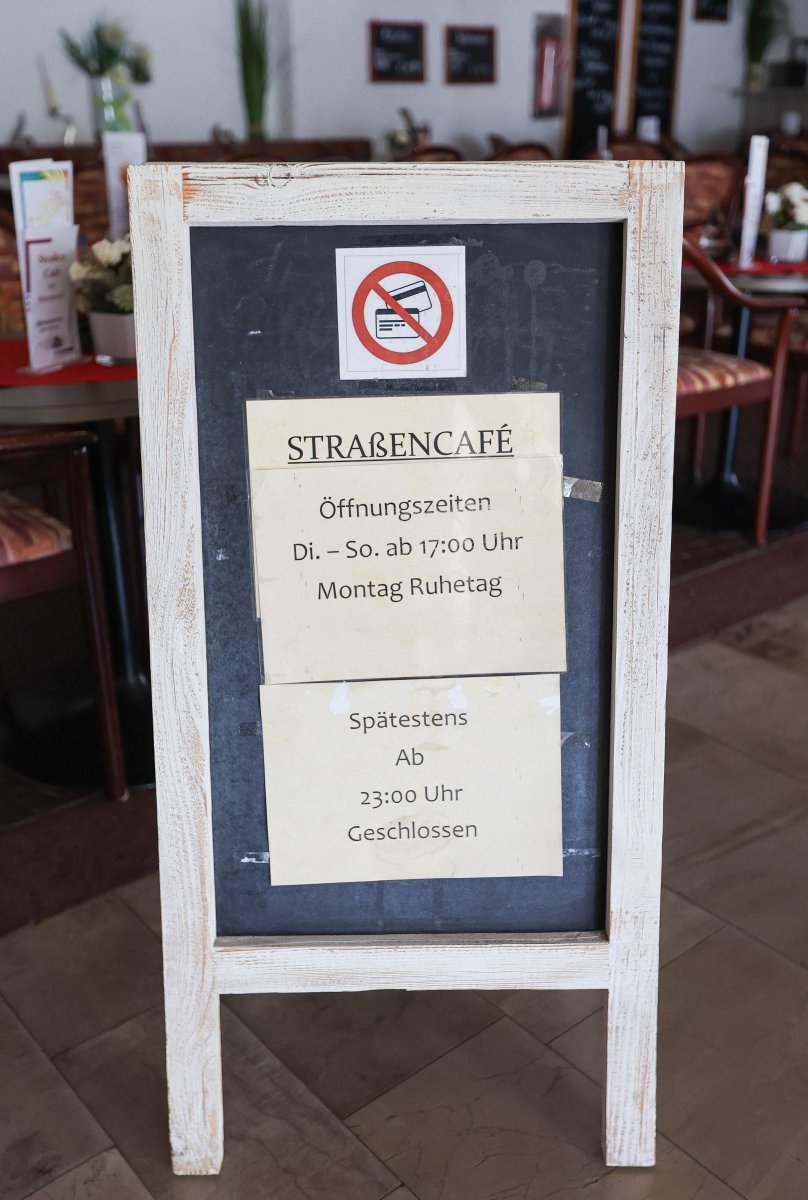 STRAßENCAFÉ
Öffnungszeiten
Di. – So. ab 17:00 Uhr
Montag Ruhetag
Spätestens
Ab
23:00 Uhr
Geschlossen